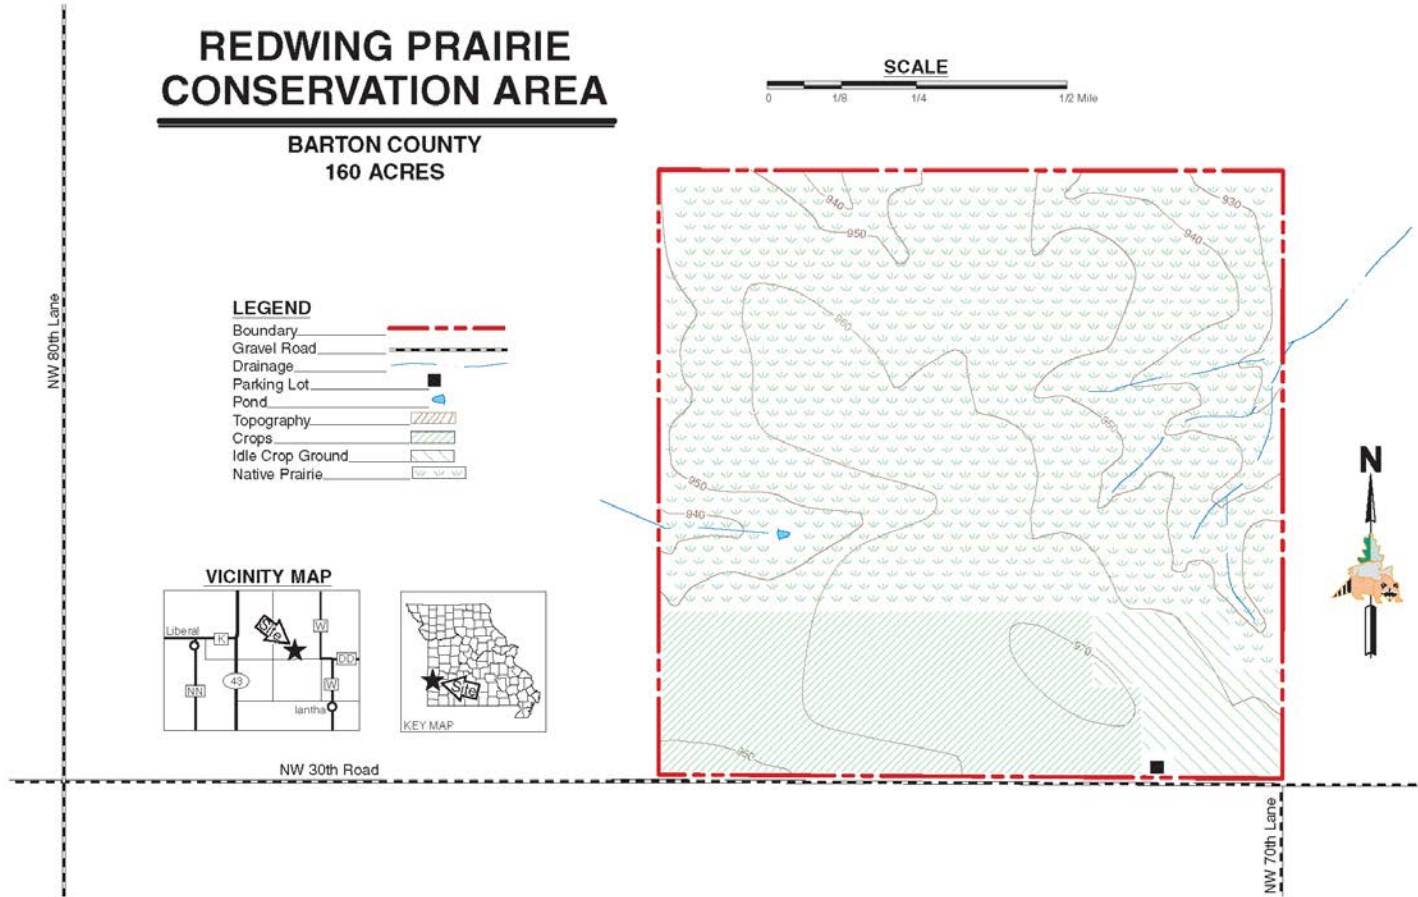 REDWING PRAIRIE
CONSERVATION AREA
BARTON COUNTY
160 ACRES
SCALE
0 1/8 1/4 1/2 Mile
NW 80th Lane
LEGEND
Boundary
Gravel Road
Drainage
Parking Lot
Pond
Topography
Crops
Idle Crop Ground
Native Prairie
940
950
930
940
960
950
950
940
970
950
N
VICINITY MAP
Liberal
K
Site
W
DD
NN
43
W
Iantha
Site
KEY MAP
NW 30th Road
NW 70th Lane